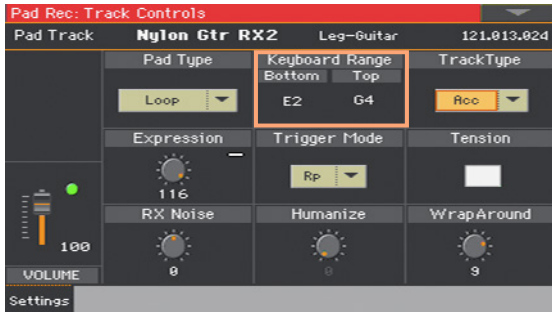 Pad Rec: Track Controls
Pad Track Nylon Gtr RX2 Leg-Guitar 121.013.024
Pad Type Keyboard Range TrackType
Bottom Top
Loop E2 G4 Acc
Expression Trigger Mode Tension
Rp
116
RX Noise Humanize WrapAround
100
VOLUME 0 0 9
Settings